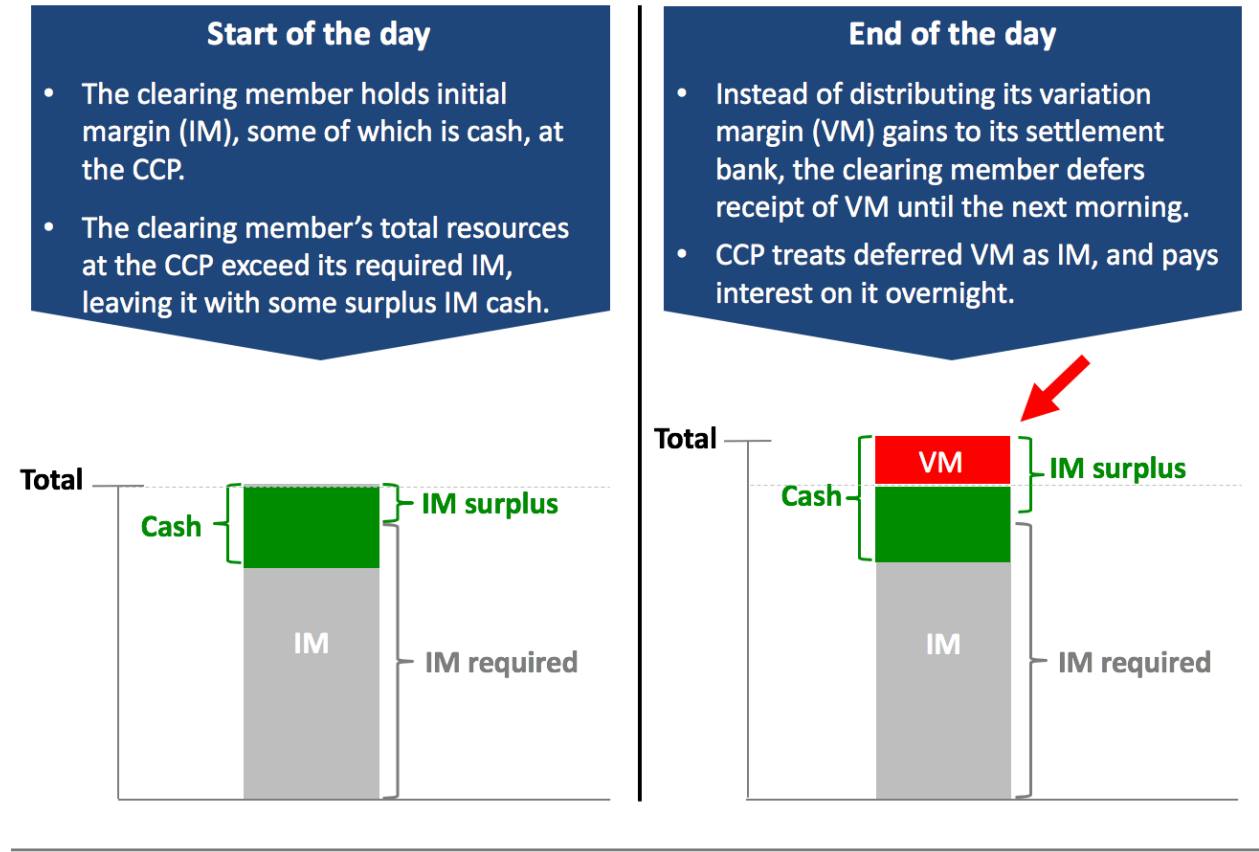 Start of the day
• The clearing member holds initial
margin (IM), some of which is cash, at
the CCP.
• The clearing member’s total resources
at the CCP exceed its required IM,
leaving it with some surplus IM cash.
Total
Cash
IM surplus
IM
IM required
End of the day
• Instead of distributing its variation
margin (VM) gains to its settlement
bank, the clearing member defers
receipt of VM until the next morning.
• CCP treats deferred VM as IM, and pays
interest on it overnight.
Total
VM
IM surplus
Cash
IM
IM required